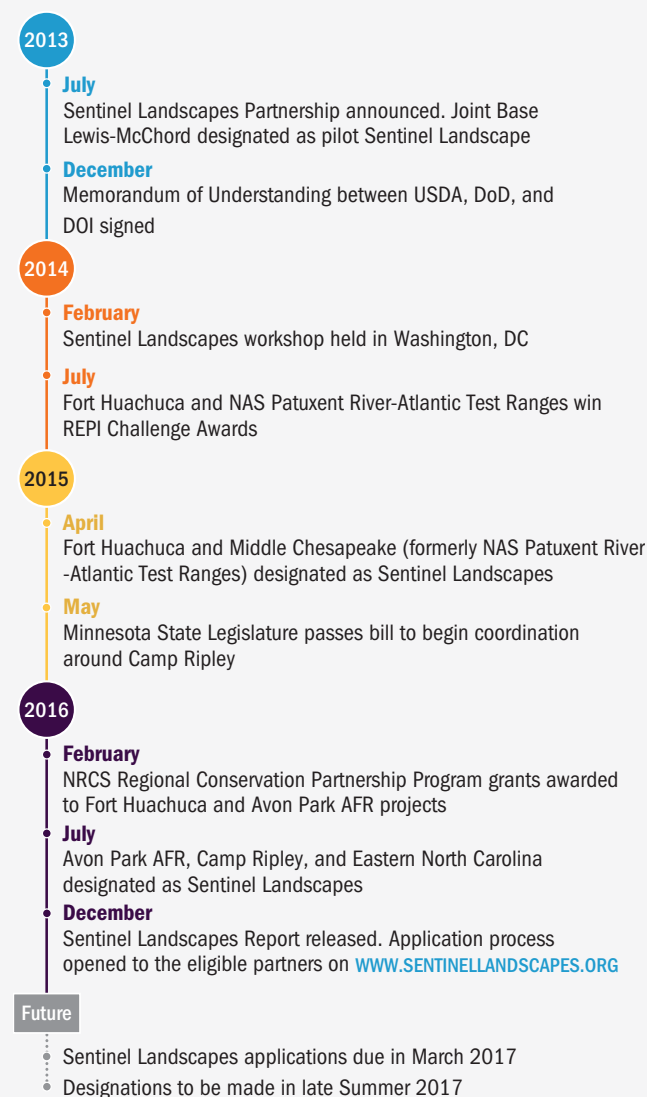 2013
July
Sentinel Landscapes Partnership announced. Joint Base
Lewis-McChord designated as pilot Sentinel Landscape
December
Memorandum of Understanding between USDA, DoD, and
DOI signed
2014
February
Sentinel Landscapes workshop held in Washington, DC
July
Fort Huachuca and NAS Patuxent River-Atlantic Test Ranges win
REPI Challenge Awards
2015
April
Fort Huachuca and Middle Chesapeake (formerly NAS Patuxent River
-Atlantic Test Ranges) designated as Sentinel Landscapes
May
Minnesota State Legislature passes bill to begin coordination
around Camp Ripley
2016
February
NRCS Regional Conservation Partnership Program grants awarded
to Fort Huachuca and Avon Park AFR projects
July
Avon Park AFR, Camp Ripley, and Eastern North Carolina
designated as Sentinel Landscapes
December
Sentinel Landscapes Report released. Application process
opened to the eligible partners on WWW.SENTINELLANDSCAPES.ORG
Future
Sentinel Landscapes applications due in March 2017
Designations to be made in late Summer 2017